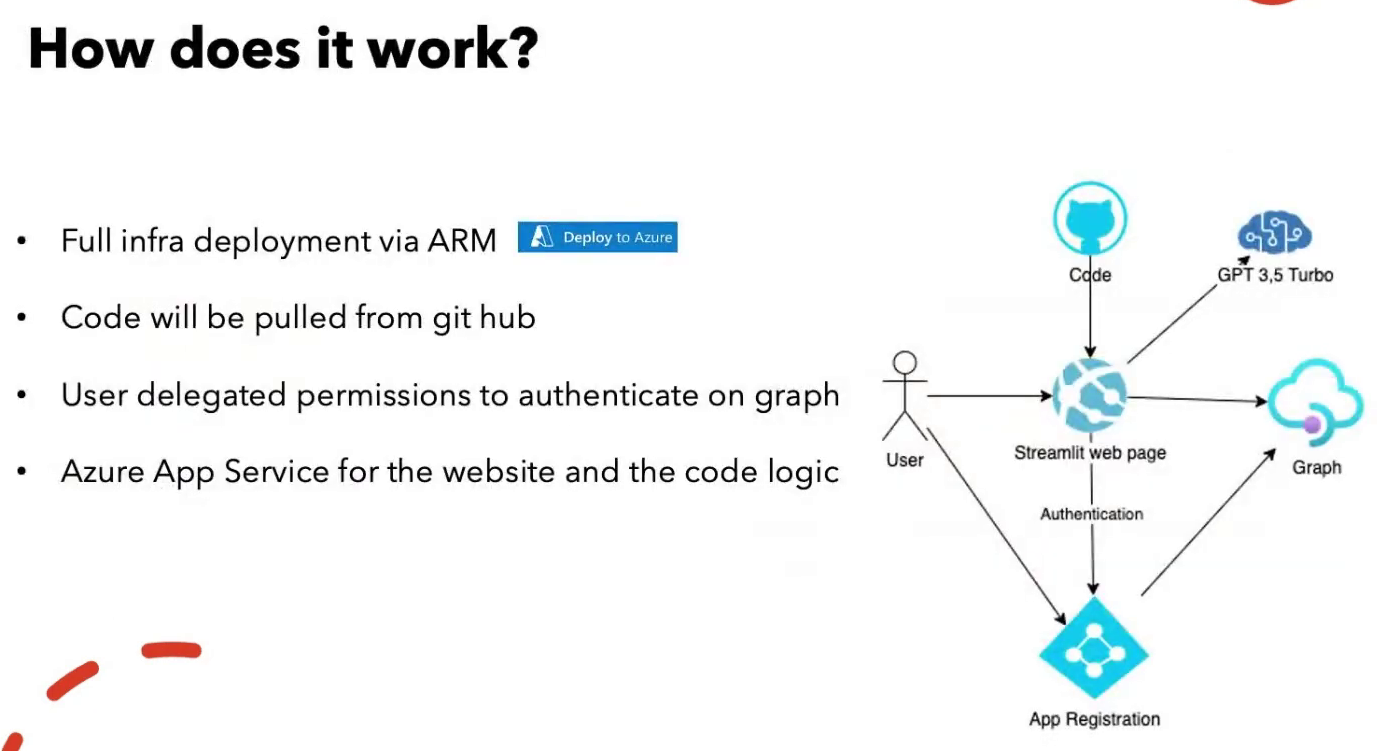 How does it work?
• Full infra deployment via ARM
Deploy to Azure
• Code will be pulled from git hub
• User delegated permissions to authenticate on graph
• Azure App Service for the website and the code logic
Code
GPT 3,5 Turbo
User
Streamlit web page
Graph
Authentication
App Registration